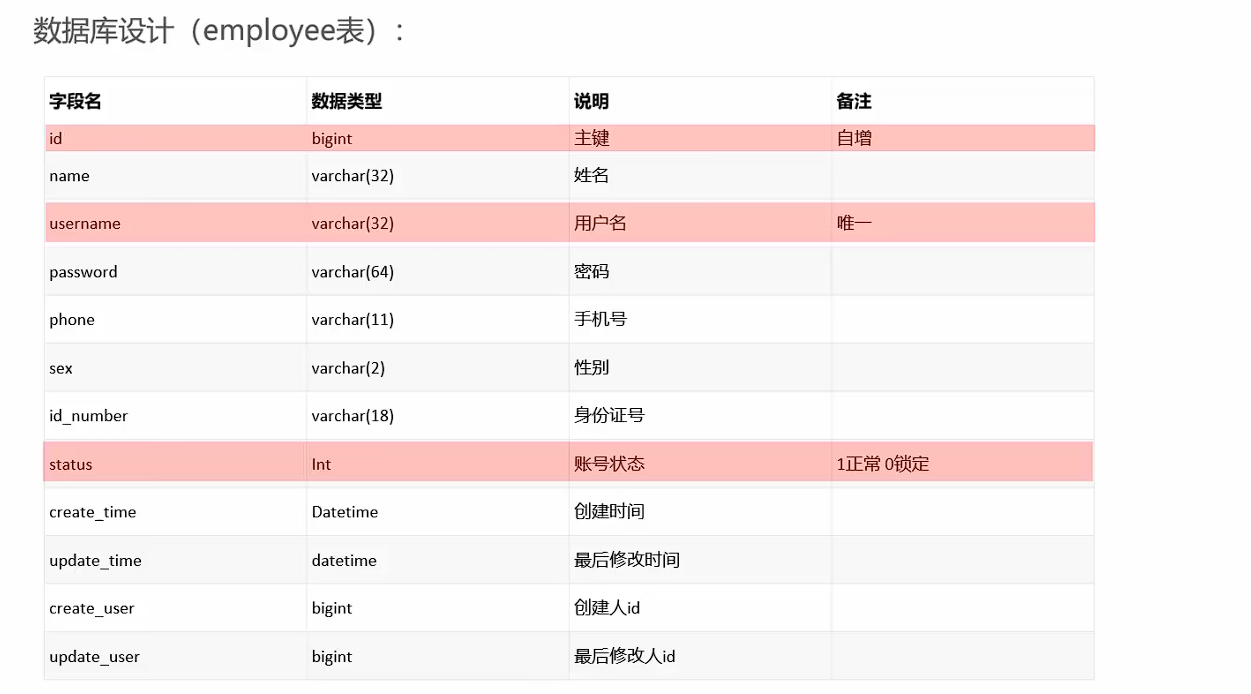 数据库设计（employee表）:
字段名 数据类型 说明 备注
id bigint 主键 自增
name varchar(32) 姓名
username varchar(32) 用户名 唯一
password varchar(64) 密码
phone varchar(11) 手机号
sex varchar(2) 性别
id_number varchar(18) 身份证号
status Int 账号状态 1正常 0锁定
create_time Datetime 创建时间
update_time datetime 最后修改时间
create_user bigint 创建人id
update_user bigint 最后修改人id